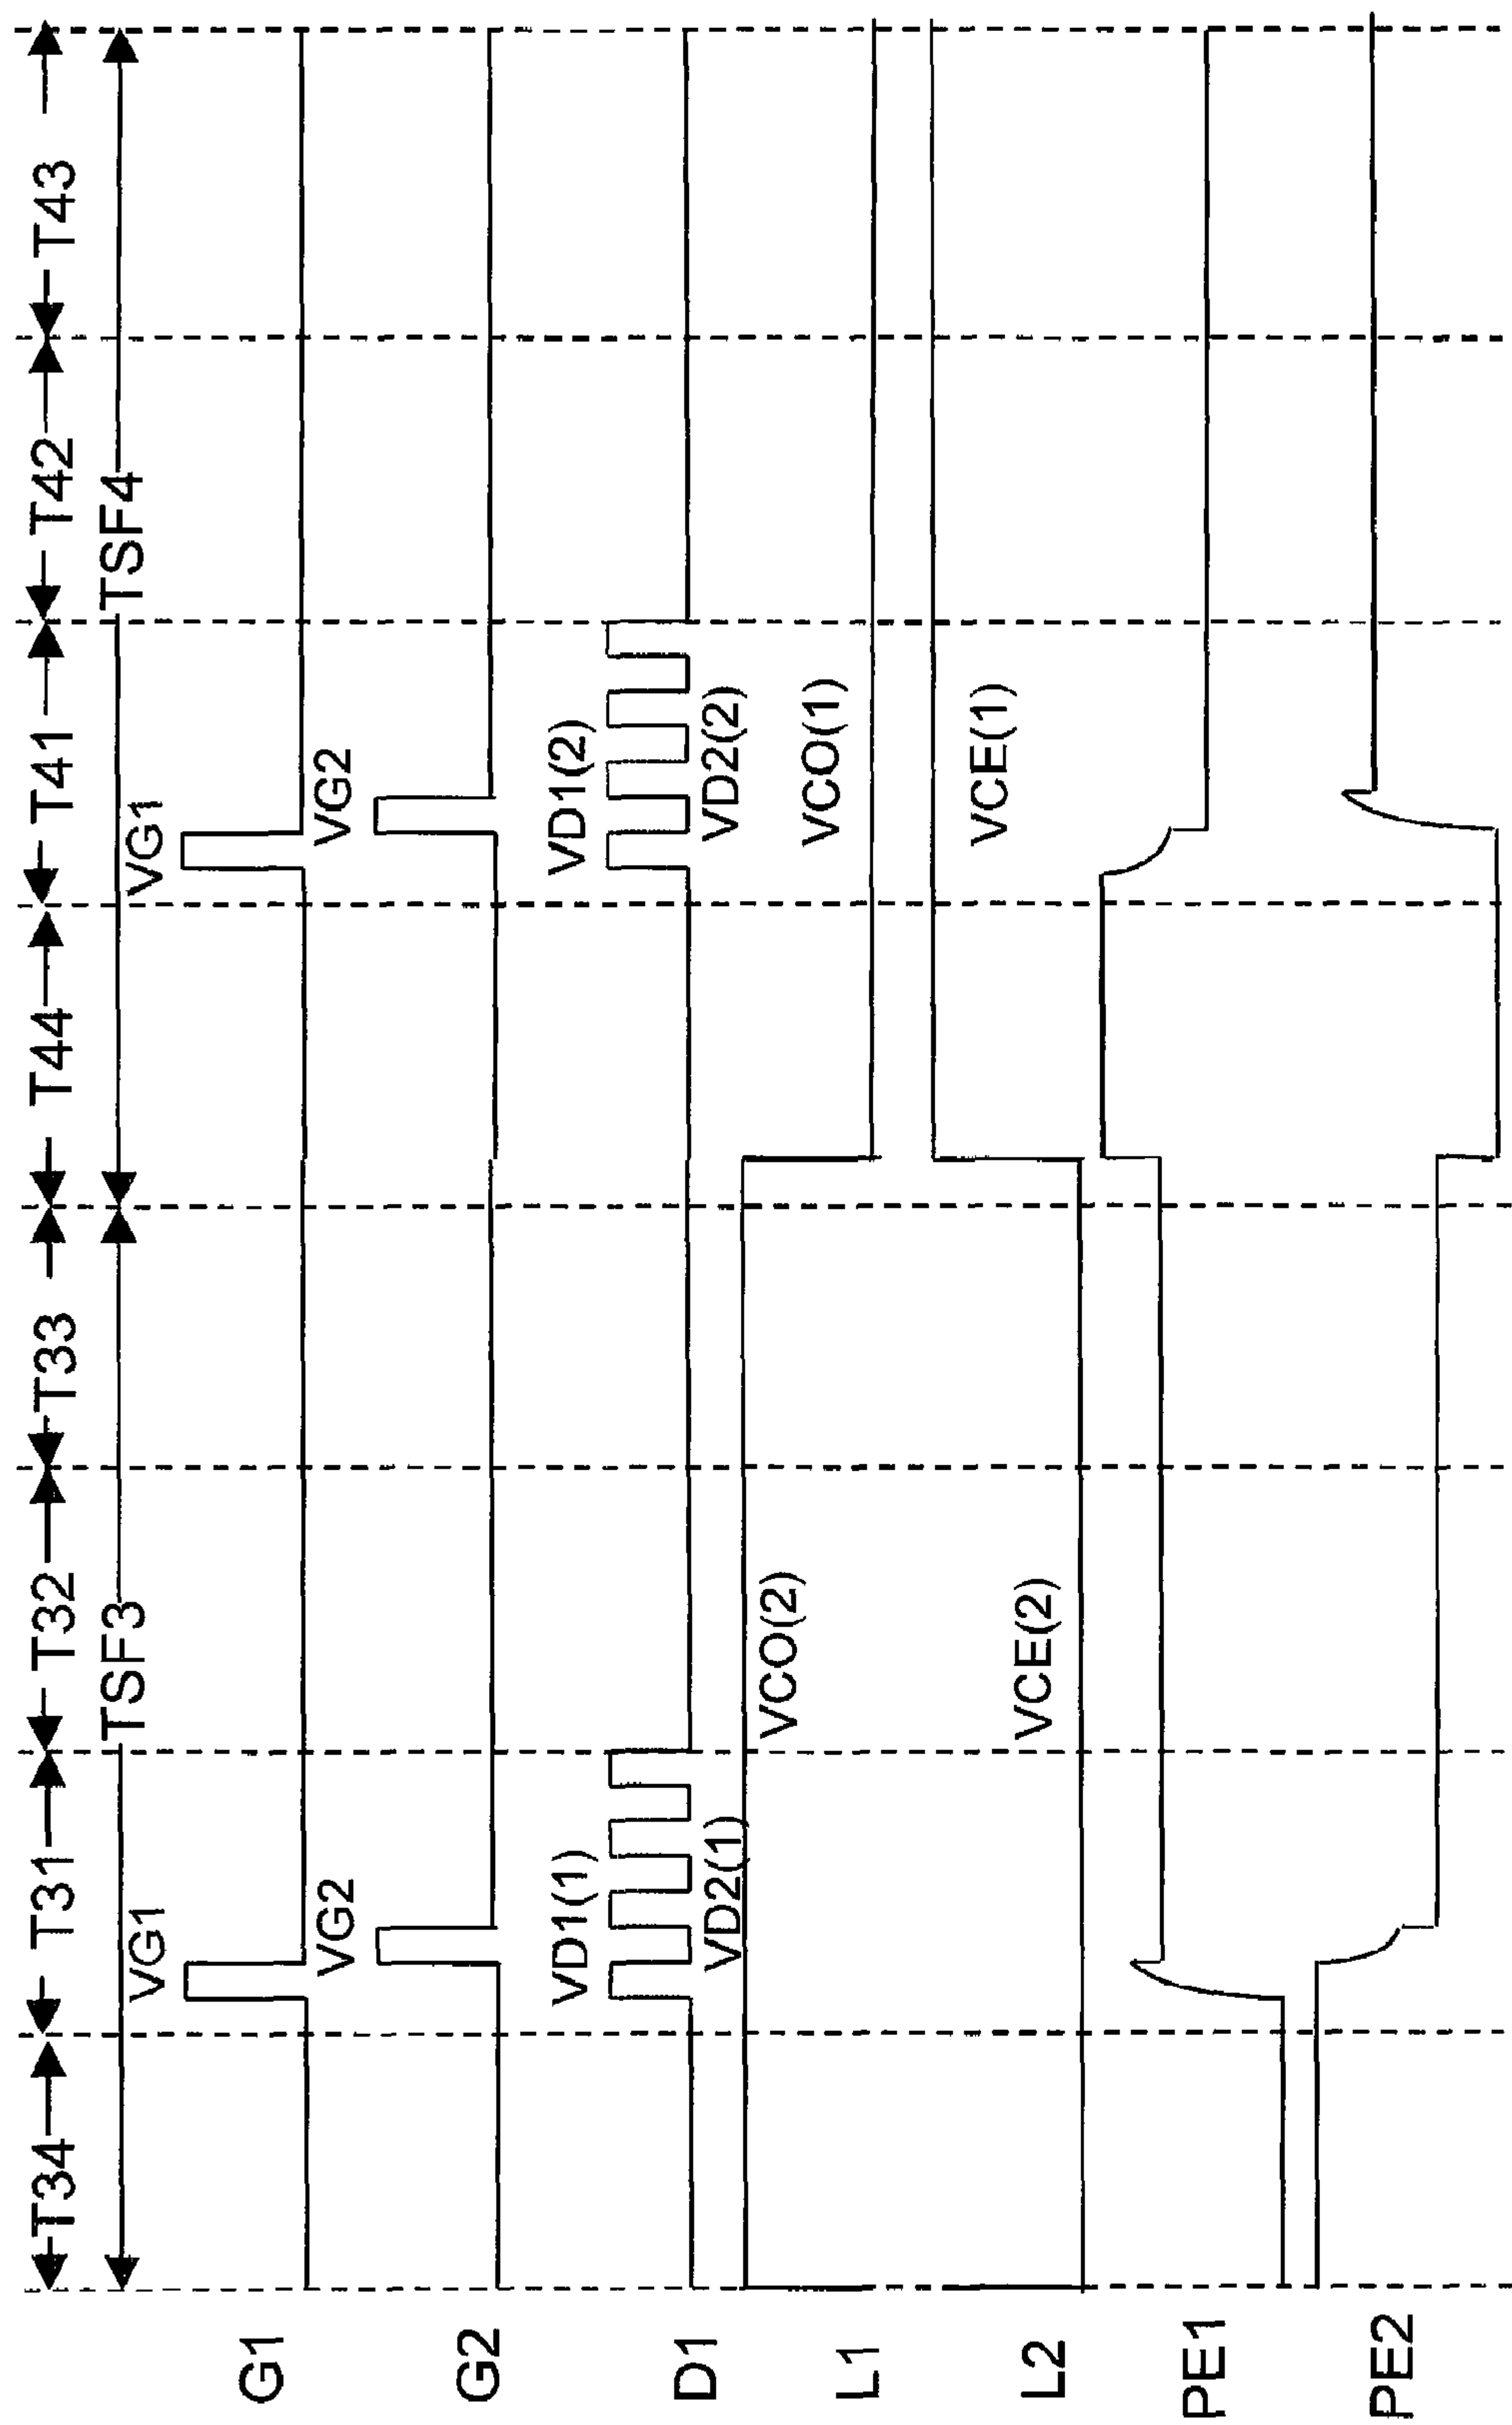 T34 T31 T32 T33 T44 T41 T42 T43
TSF3 TSF4
G1 VG1 VG1
G2 VG2 VG2
D1 VD1(1) VD1(2)
VD2(1) VD2(2)
L1 VCO(2) VCO(1)
L2 VCE(2) VCE(1)
PE1
PE2